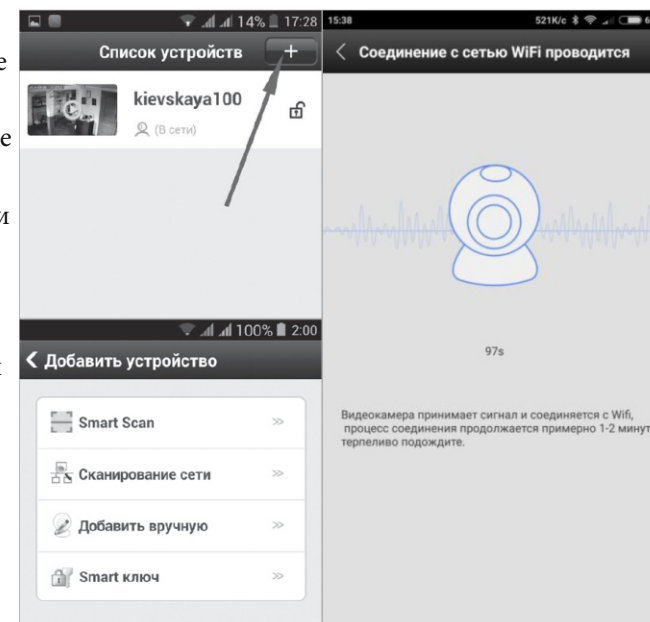 14% 17:28
Список устройств +
kievskaya100
(В сети)
100% 2:00
Добавить устройство
Smart Scan
Сканирование сети
Добавить вручную
Smart ключ
15:38 521K/с
Соединение с сетью WiFi проводится
97s
Видеокамера принимает сигнал и соединяется с Wifi,
процесс соединения продолжается примерно 1-2 минут
терпеливо подождите.